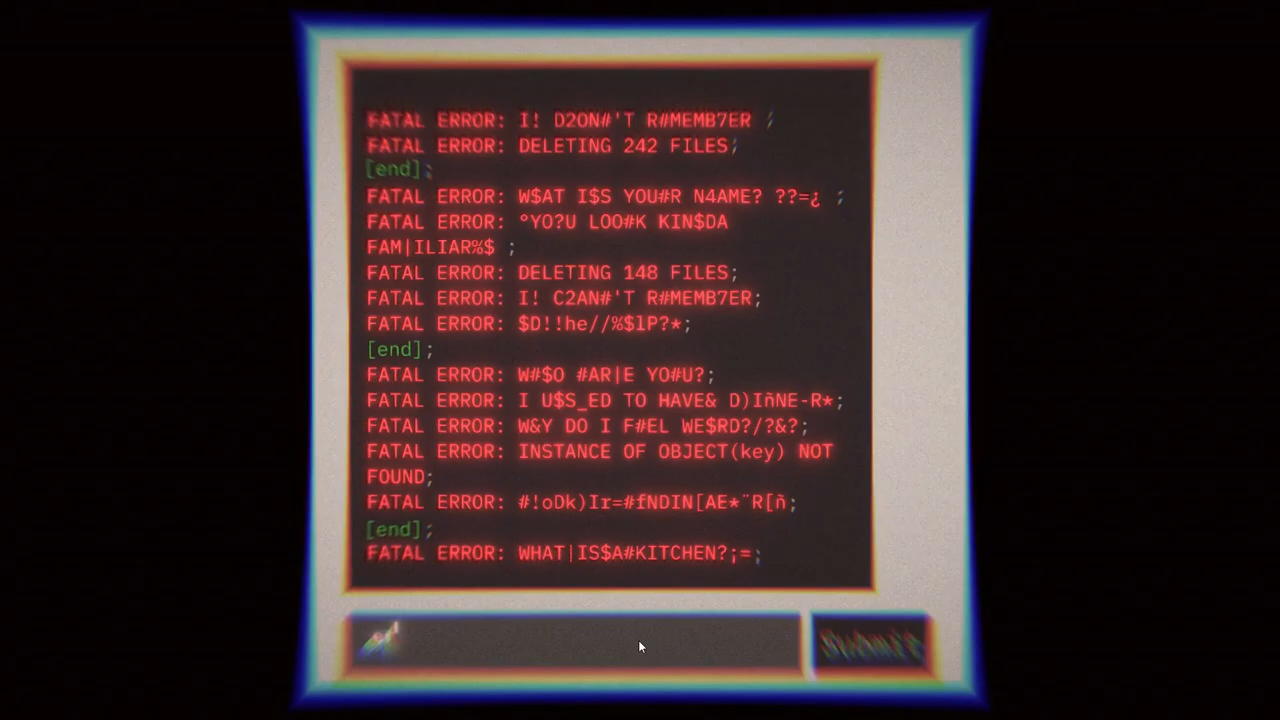 FATAL ERROR: I! D2ON#'T R#MEMB7ER ;
FATAL ERROR: DELETING 242 FILES;
[end];
FATAL ERROR: W$AT I$S YOU#R N4AME? ??=¿ ;
FATAL ERROR: °YO?U LOO#K KIN$DA
FAM|ILIAR%$ ;
FATAL ERROR: DELETING 148 FILES;
FATAL ERROR: I! C2AN#'T R#MEMB7ER;
FATAL ERROR: $D!!he//%$lP?*;
[end];
FATAL ERROR: W#$O #AR|E YO#U?;
FATAL ERROR: I U$S_ED TO HAVE& D)IñNE-R*;
FATAL ERROR: W&Y DO I F#EL WE$RD?/?&?;
FATAL ERROR: INSTANCE OF OBJECT(key) NOT
FOUND;
FATAL ERROR: #!oDk)Ir=#fNDIN[AE*¨R[ñ;
[end];
FATAL ERROR: WHAT|IS$A#KITCHEN?;¡=;
Submit